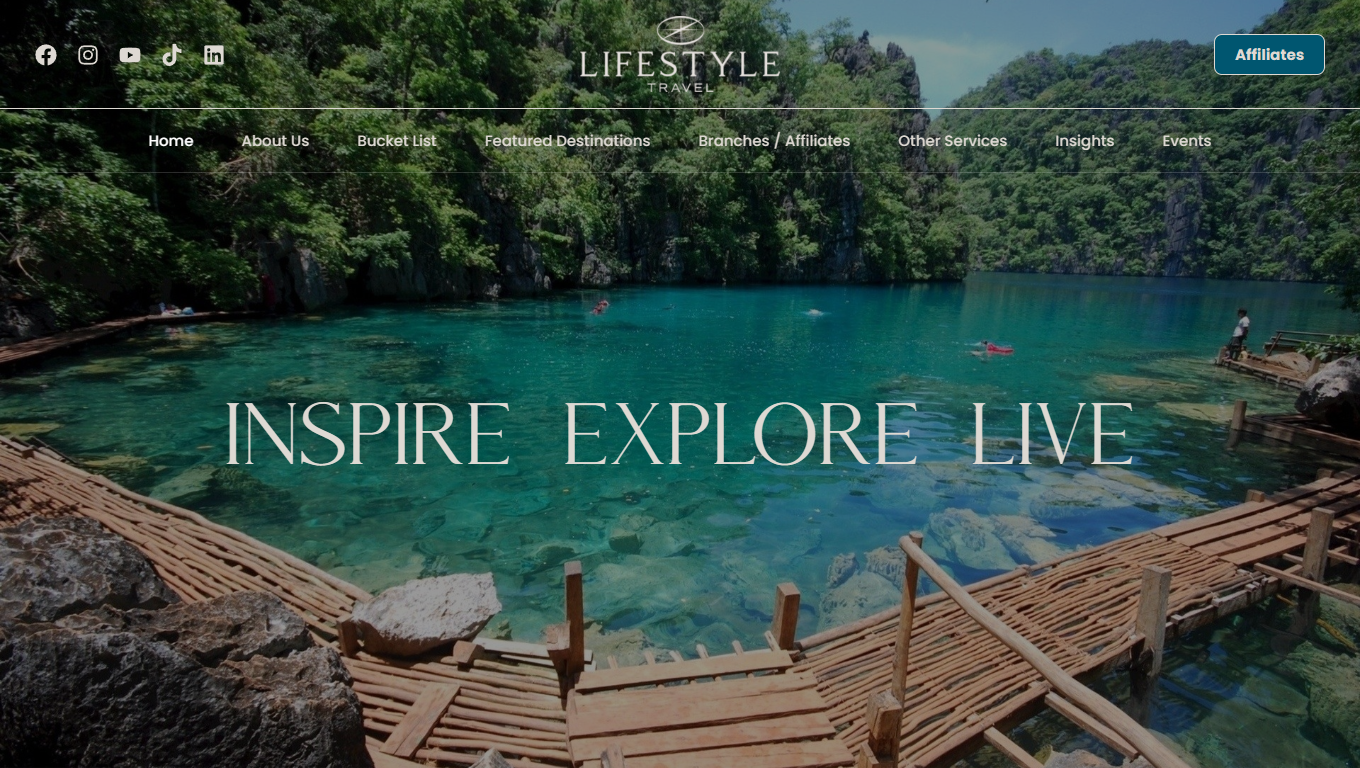 LIFESTYLE
TRAVEL
Affiliates
Home About Us Bucket List Featured Destinations Branches / Affiliates Other Services Insights Events
INSPIRE EXPLORE LIVE